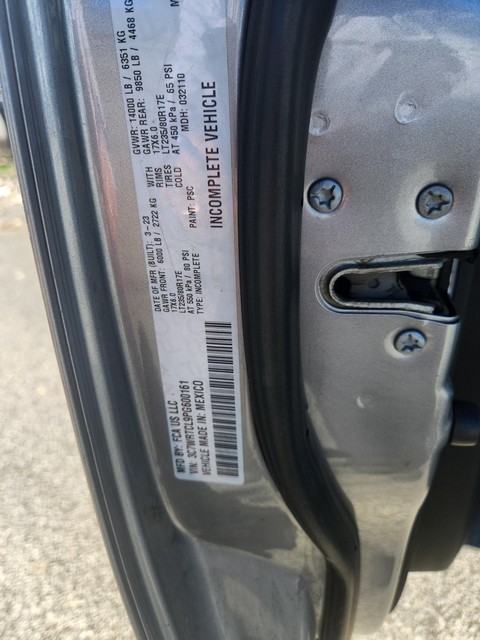 MFD BY: FCA US LLC
DATE OF MFR (BUILT): 3-23
GVWR: 14000 LB / 6351 KG
GAWR FRONT: 6000 LB / 2722 KG
WITH
GAWR REAR: 9850 LB / 4468 KG
17X6.0
RIMS
17X6.0
LT235/80R17E
TIRES
LT235/80R17E
AT 550 kPa / 80 PSI
COLD
AT 450 kPa / 65 PSI
VIN: 3C7WRTCL9PG600161
TYPE: INCOMPLETE
MDH: 032110
VEHICLE MADE IN: MEXICO
PAINT: PSC
INCOMPLETE VEHICLE